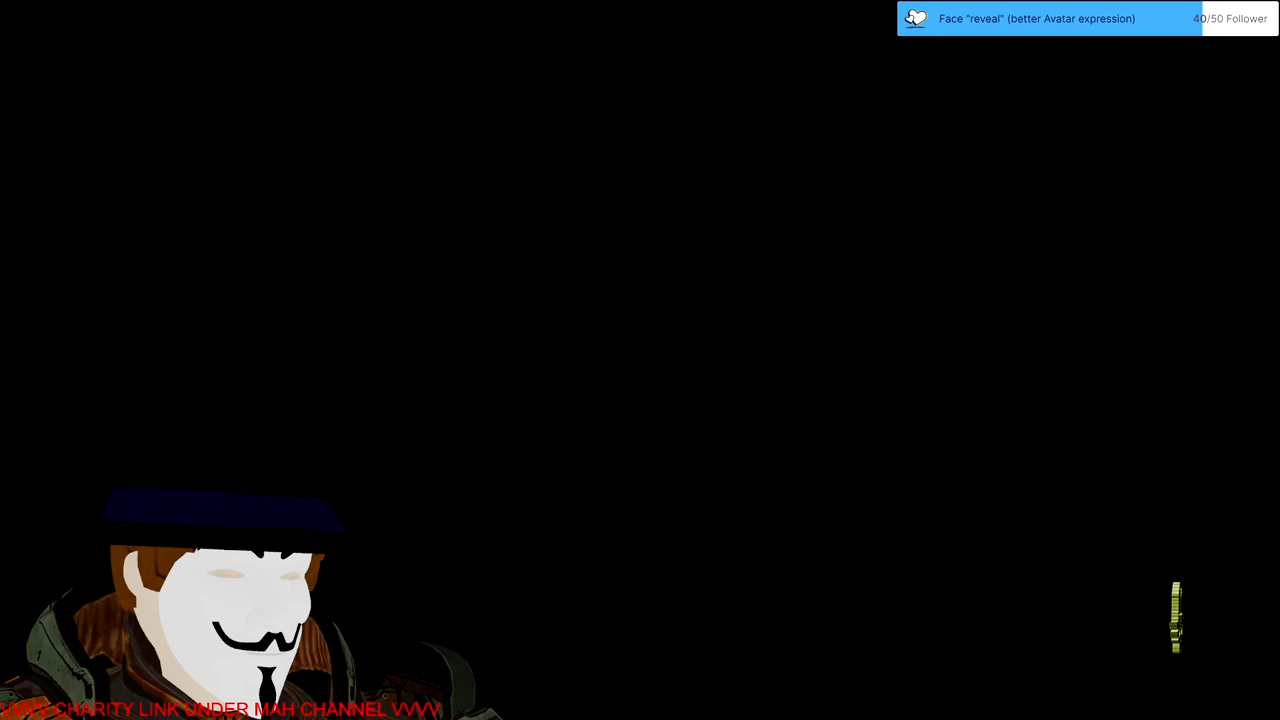 Face "reveal" (better Avatar expression) 40/50 Follower
VVVV CHARITY LINK UNDER MAH CHANNEL VVVV